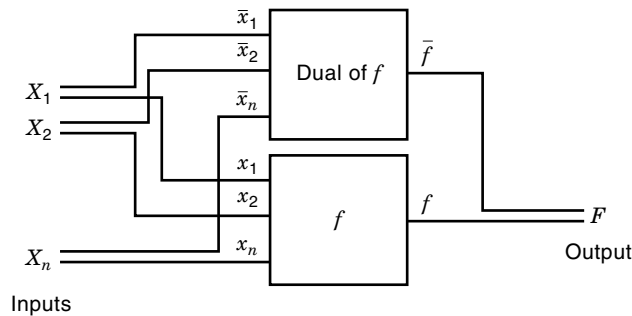 x̄₁
x̄₂
x̄ₙ
Dual of f
f̄
X₁
X₂
Xₙ
x₁
x₂
xₙ
f
f
F
Output
Inputs